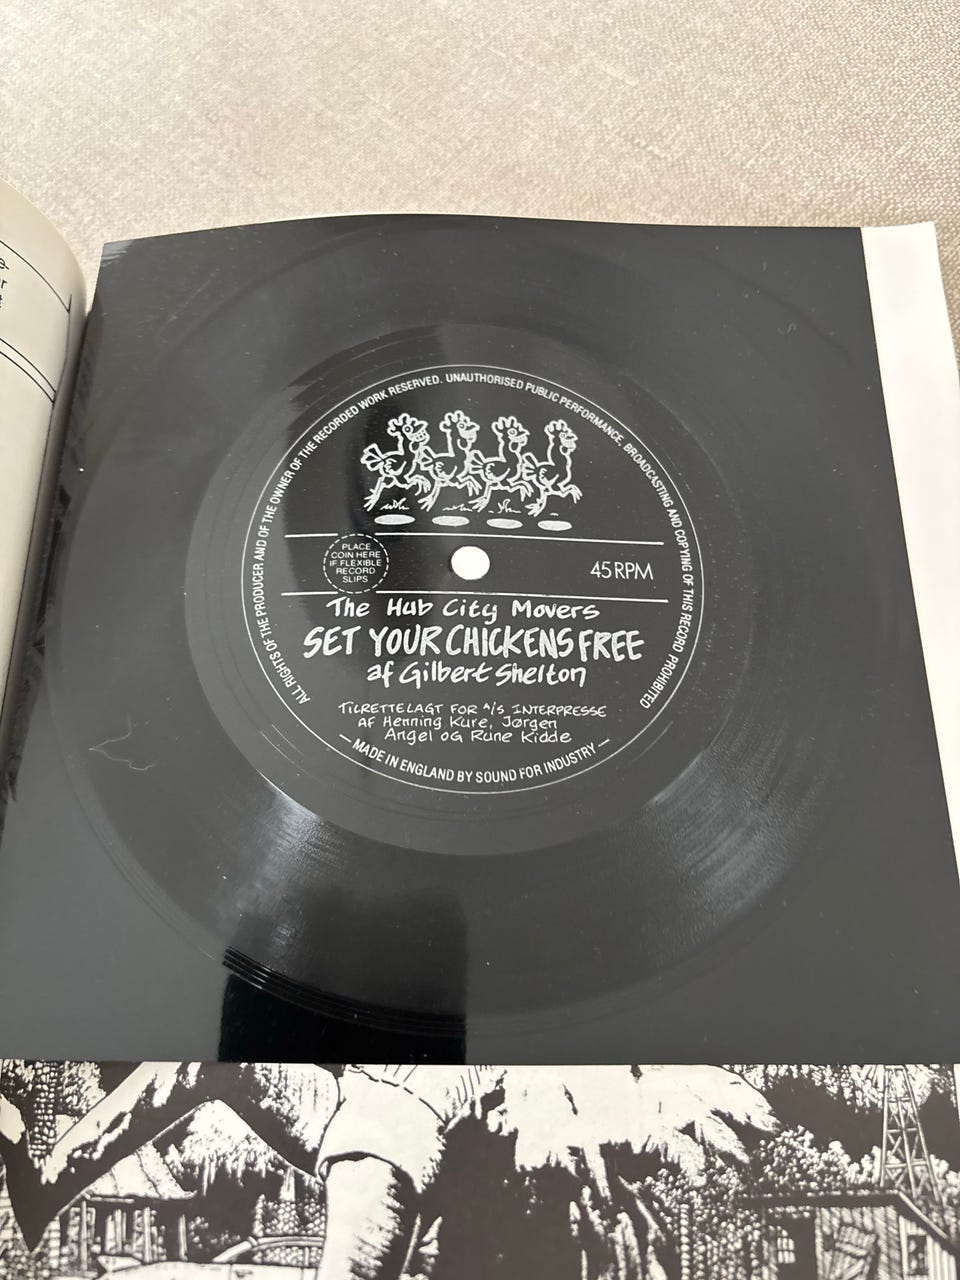 ALL RIGHTS OF THE PRODUCER AND OF THE OWNER OF THE RECORDED WORK RESERVED. UNAUTHORISED PUBLIC PERFORMANCE, BROADCASTING AND COPYING OF THIS RECORD PROHIBITED
PLACE
COIN HERE
IF FLEXIBLE
RECORD
SLIPS
45 RPM
The Hub City Movers
SET YOUR CHICKENS FREE
af Gilbert Shelton
TILRETTELAGT FOR A/S INTERPRESSE
AF Henning Kure, Jørgen
Angel OG Rune Kidde
— MADE IN ENGLAND BY SOUND FOR INDUSTRY —